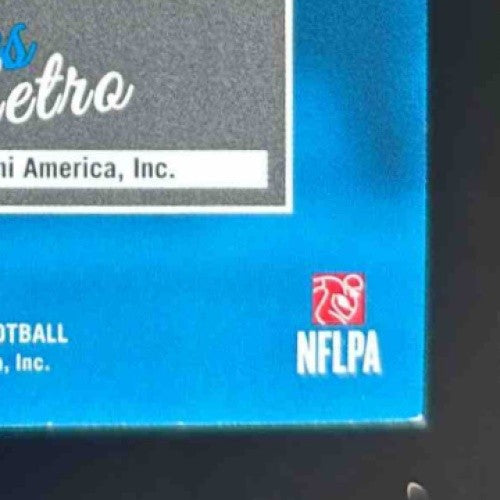 s
etro
ni America, Inc.
OTBALL
, Inc.
NFLPA